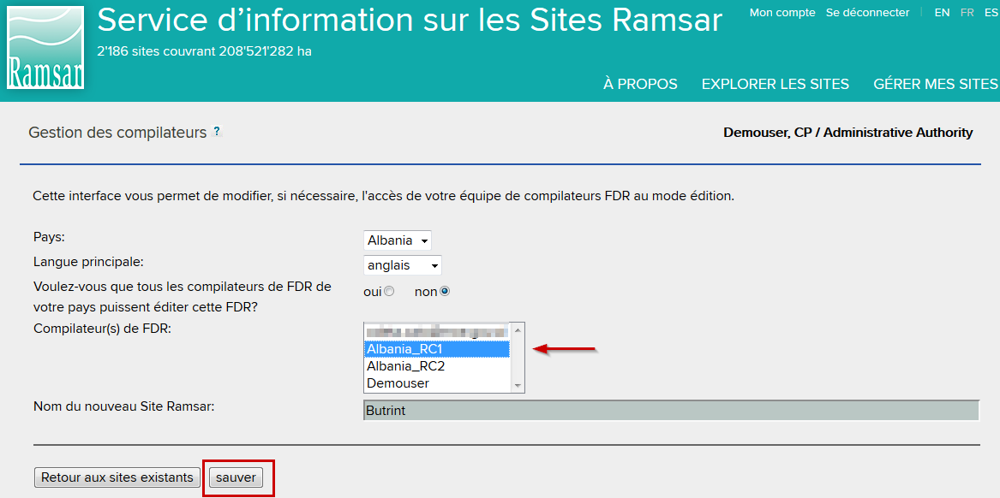 Service d’information sur les Sites Ramsar
Mon compte Se déconnecter EN FR ES
2'186 sites couvrant 208'521'282 ha
Ramsar
À PROPOS EXPLORER LES SITES GÉRER MES SITES
Gestion des compilateurs ?
Demouser, CP / Administrative Authority
Cette interface vous permet de modifier, si nécessaire, l'accès de votre équipe de compilateurs FDR au mode édition.
Pays: Albania
Langue principale: anglais
Voulez-vous que tous les compilateurs de FDR de
votre pays puissent éditer cette FDR?
oui non
Compilateur(s) de FDR:
Albania_RC1
Albania_RC2
Demouser
Nom du nouveau Site Ramsar: Butrint
Retour aux sites existants sauver